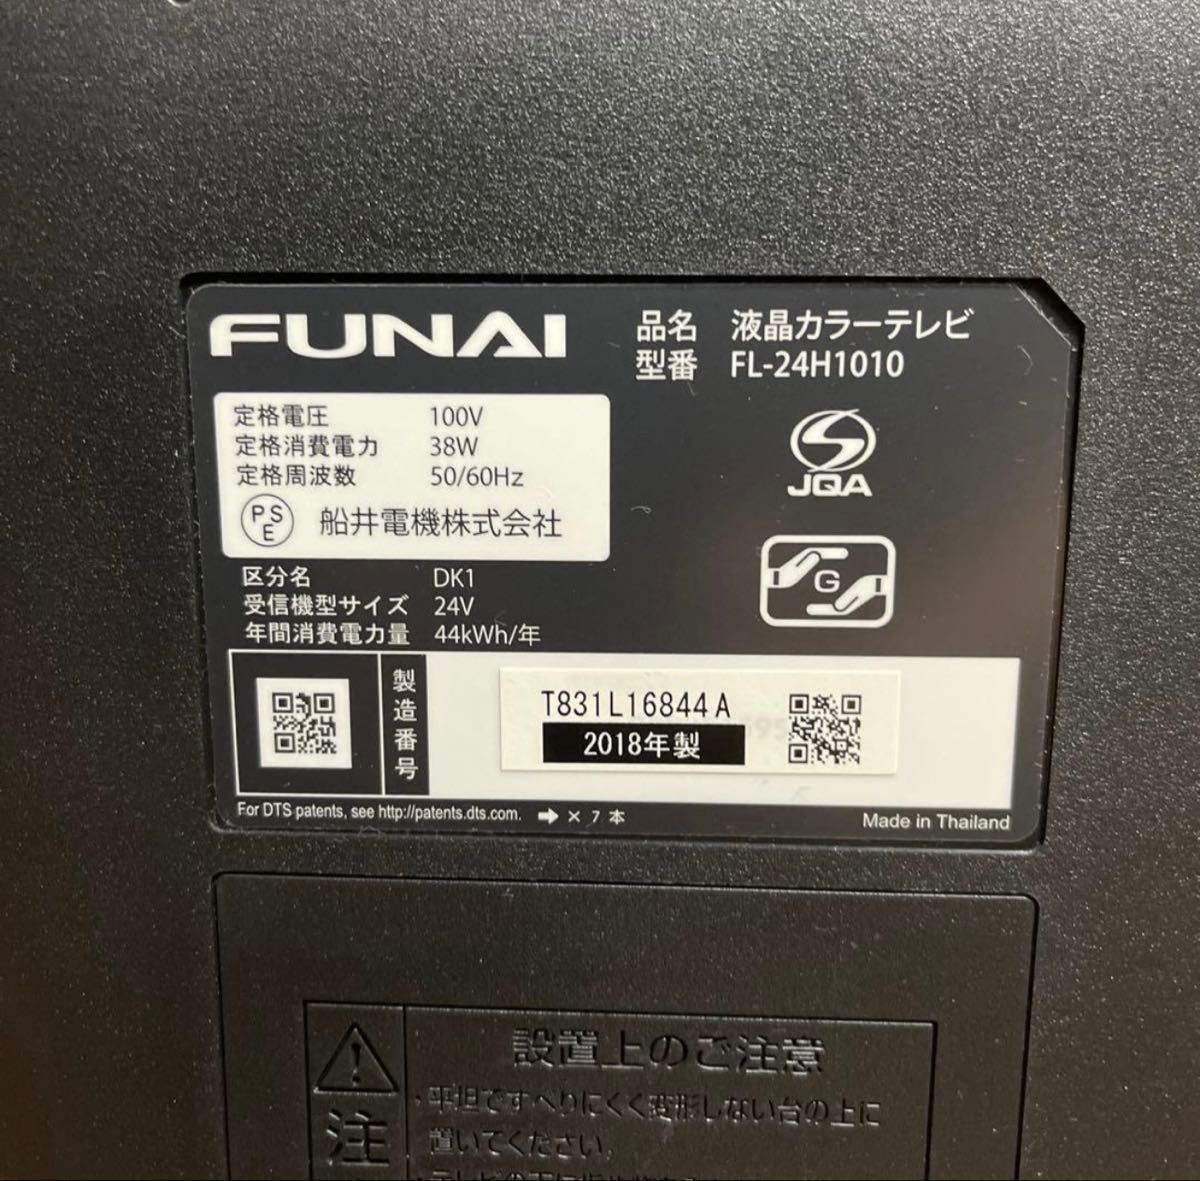 FUNAI
品名 液晶カラーテレビ
型番 FL-24H1010
定格電圧 100V
定格消費電力 38W
定格周波数 50/60Hz
PSE 船井電機株式会社
JQA
G
区分名 DK1
受信機型サイズ 24V
年間消費電力量 44kWh/年
製造番号
T831L16844A
2018年製
For DTS patents, see http://patents.dts.com. ➡ × 7 本
Made in Thailand
設置上のご注意
注
・平坦ですべりにくく変形しない台の上に
置いてください。